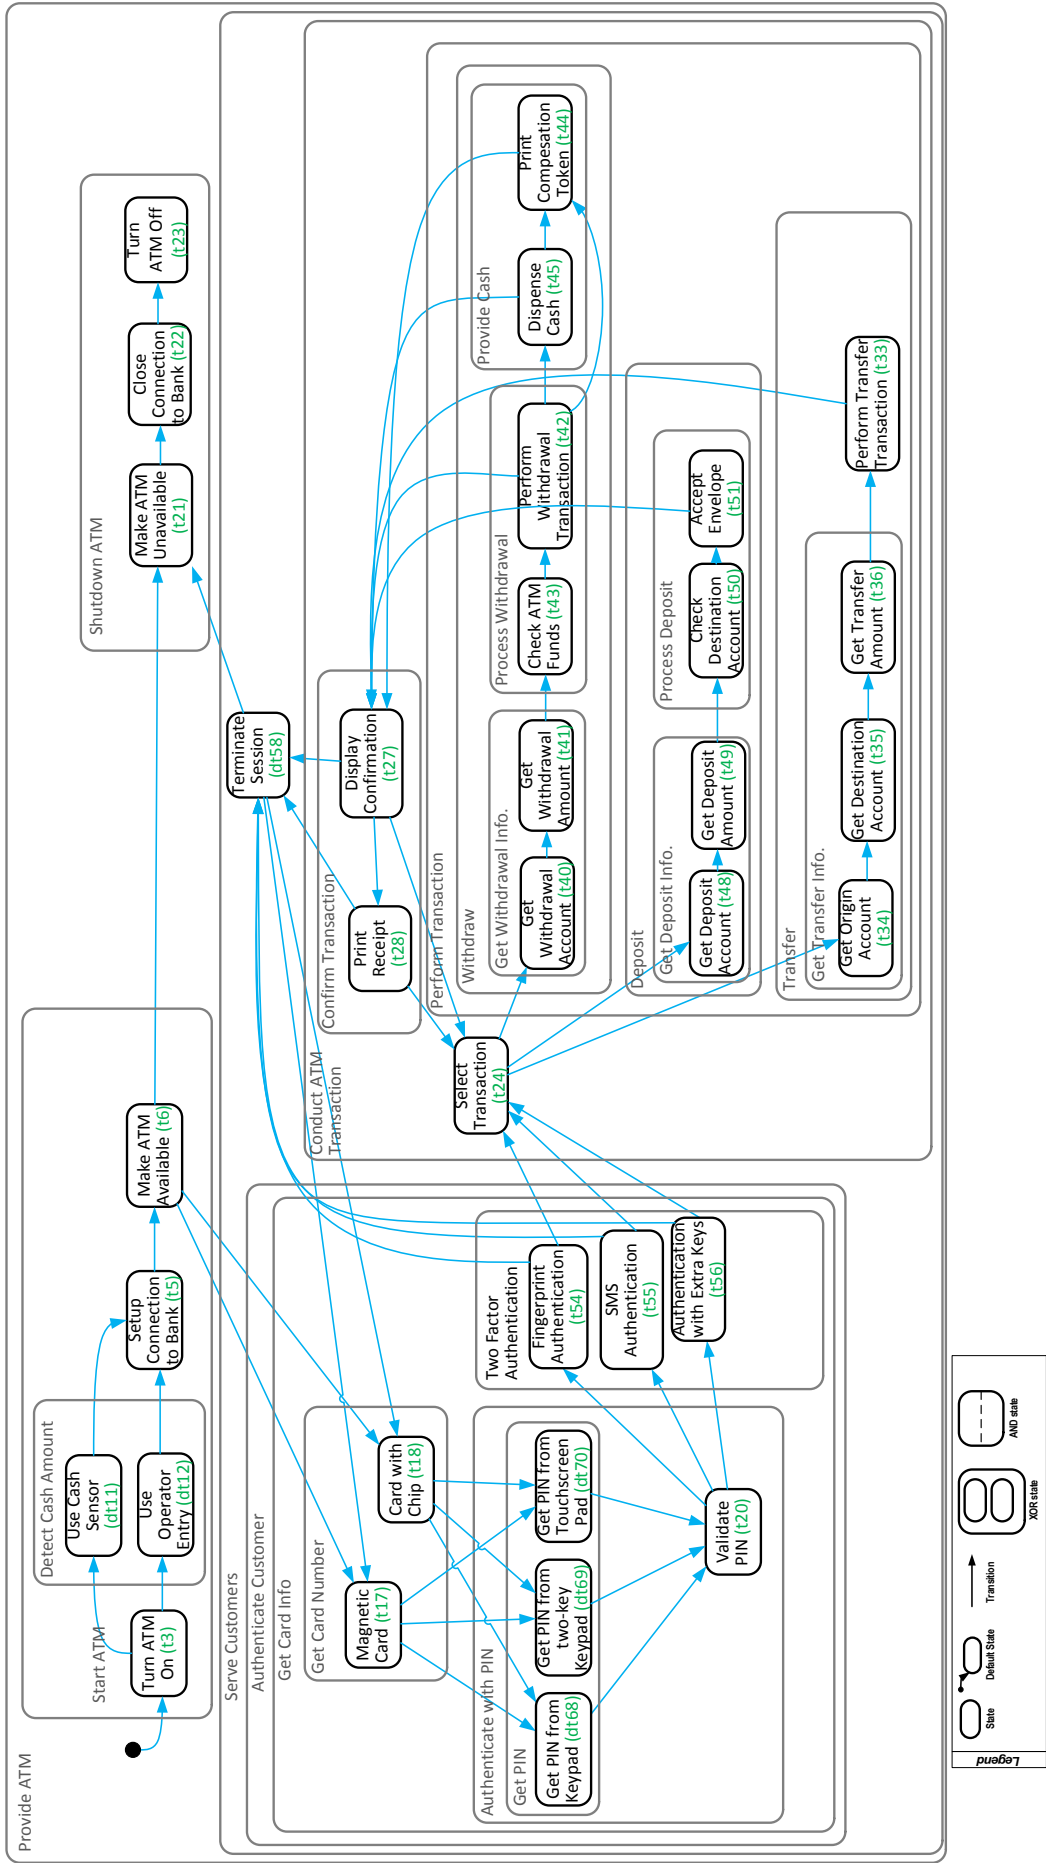 Provide ATM
Start ATM
Turn ATM
On (t3)
Detect Cash Amount
Use Cash
Sensor
(dt11)
Use
Operator
Entry (dt12)
Setup
Connection
to Bank (t5)
Make ATM
Available (t6)
Shutdown ATM
Make ATM
Unavailable
(t21)
Close
Connection
to Bank (t22)
Turn
ATM Off
(t23)
Serve Customers
Terminate
Session
(dt58)
Authenticate Customer
Get Card Info
Get Card Number
Magnetic
Card (t17)
Card with
Chip (t18)
Authenticate with PIN
Get PIN
Get PIN from
Keypad (dt68)
Get PIN from
two-key
Keypad (dt69)
Get PIN from
Touchscreen
Pad (dt70)
Validate
PIN (t20)
Two Factor
Authentication
Fingerprint
Authentication
(t54)
SMS
Authentication
(t55)
Authentication
with Extra Keys
(t56)
Conduct ATM
Transaction
Select
Transaction
(t24)
Confirm Transaction
Print
Receipt
(t28)
Display
Confirmation
(t27)
Perform Transaction
Withdraw
Get Withdrawal Info.
Get
Withdrawal
Account (t40)
Get
Withdrawal
Amount (t41)
Process Withdrawal
Check ATM
Funds (t43)
Perform
Withdrawal
Transaction (t42)
Provide Cash
Dispense
Cash (t45)
Print
Compesation
Token (t44)
Deposit
Get Deposit Info.
Get Deposit
Account (t48)
Get Deposit
Amount (t49)
Process Deposit
Check
Destination
Account (t50)
Accept
Envelope
(t51)
Transfer
Get Transfer Info.
Get Origin
Account
(t34)
Get Destination
Account (t35)
Get Transfer
Amount (t36)
Perform Transfer
Transaction (t33)
Legend
State
Default State
Transition
XOR state
AND state